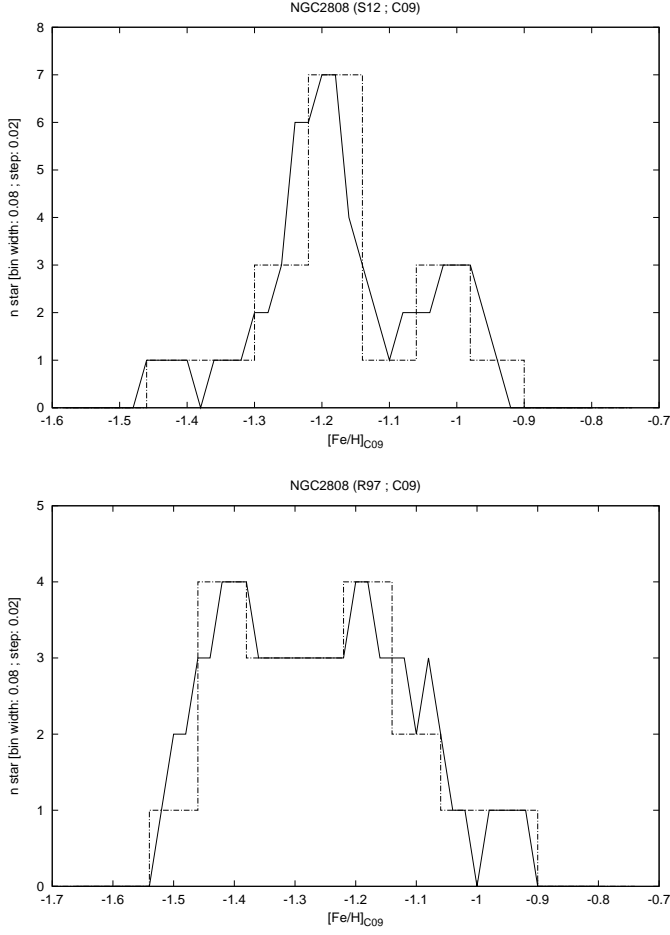 NGC2808 (S12 ; C09)
8
7
6
5
4
3
2
1
0
n star [bin width: 0.08 ; step: 0.02]
-1.6 -1.5 -1.4 -1.3 -1.2 -1.1 -1 -0.9 -0.8 -0.7
[Fe/H]C09
NGC2808 (R97 ; C09)
5
4
3
2
1
0
n star [bin width: 0.08 ; step: 0.02]
-1.7 -1.6 -1.5 -1.4 -1.3 -1.2 -1.1 -1 -0.9 -0.8 -0.7
[Fe/H]C09